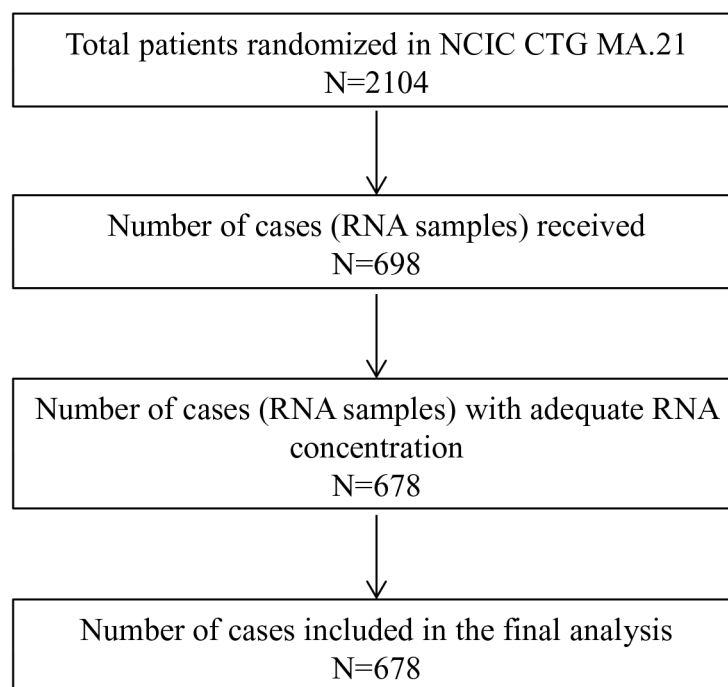 Total patients randomized in NCIC CTG MA.21
N=2104
Number of cases (RNA samples) received
N=698
Number of cases (RNA samples) with adequate RNA
concentration
N=678
Number of cases included in the final analysis
N=678